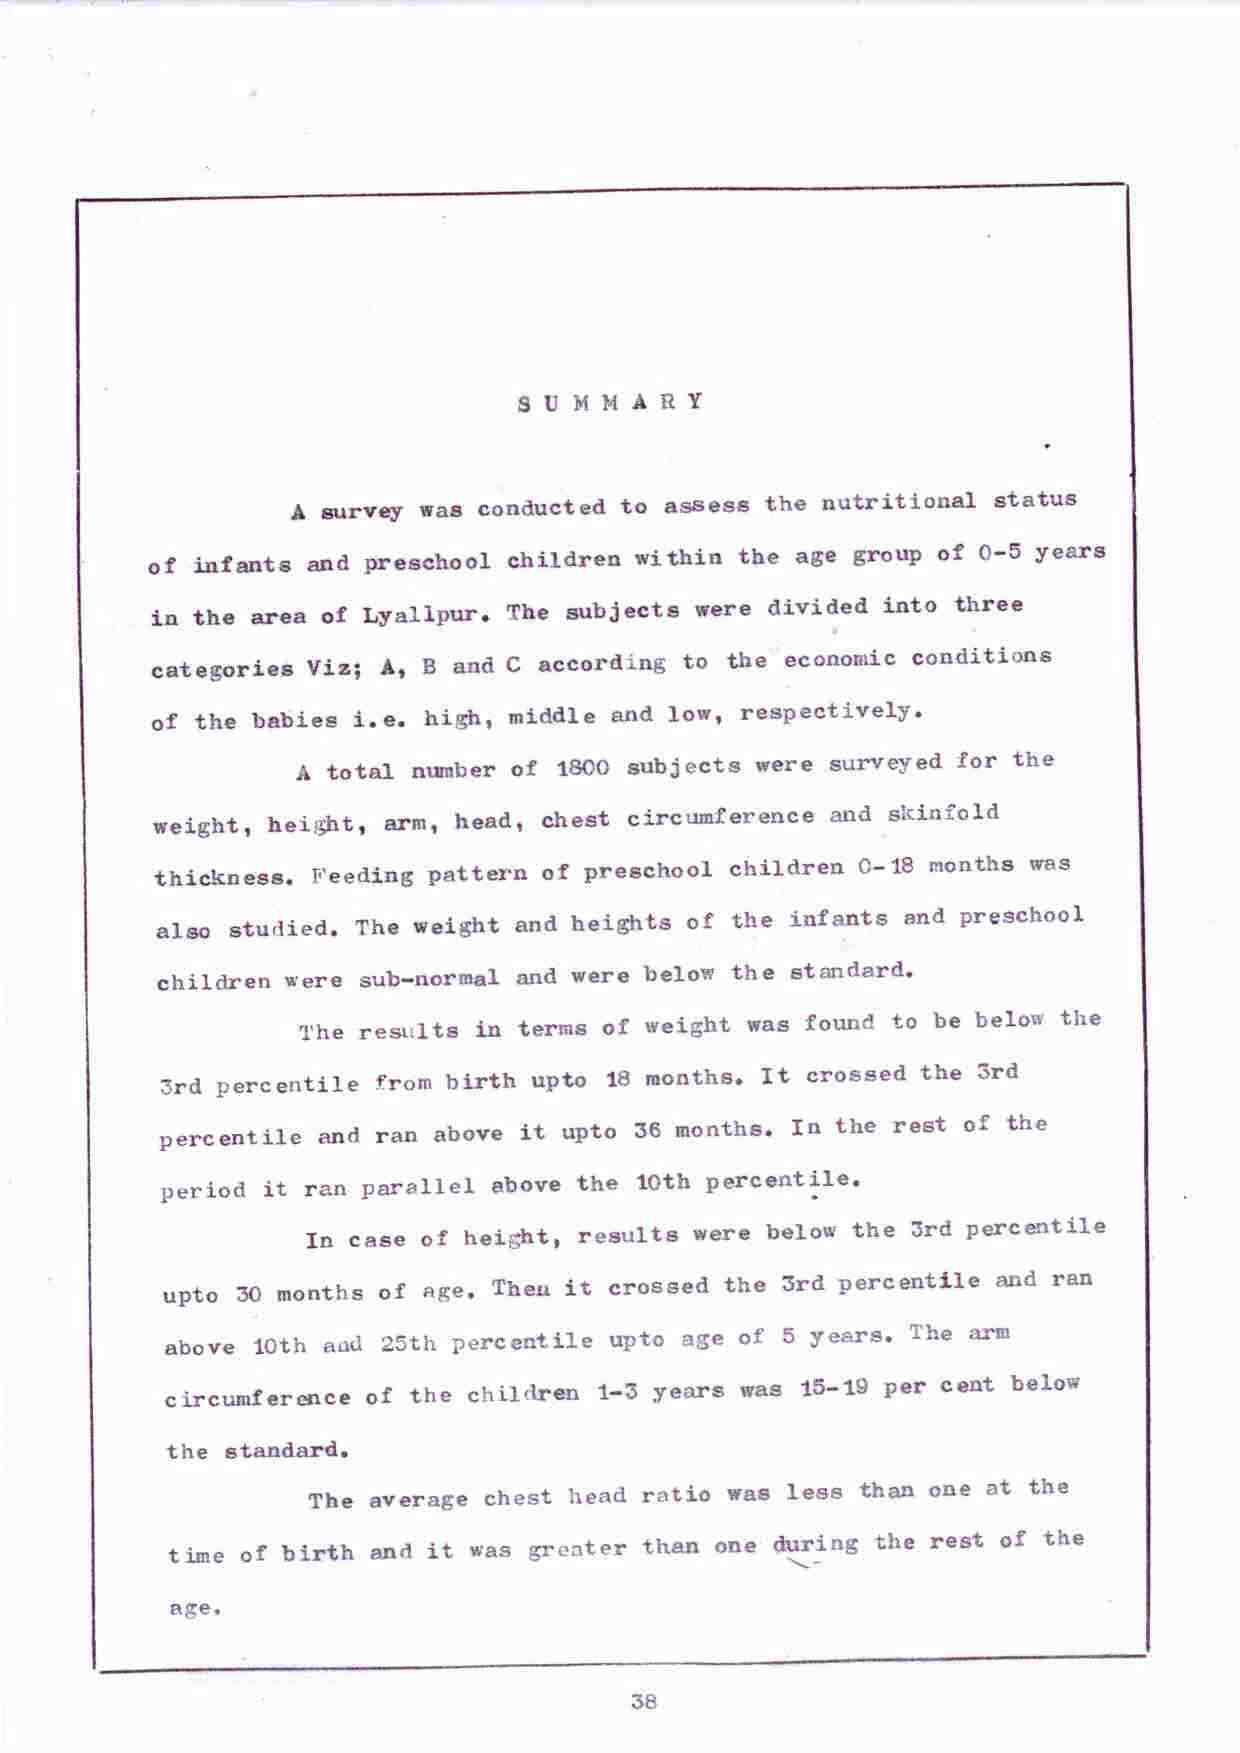 S U M M A R Y
A survey was conducted to assess the nutritional status
of infants and preschool children within the age group of 0-5 years
in the area of Lyallpur. The subjects were divided into three
categories Viz; A, B and C according to the economic conditions
of the babies i.e. high, middle and low, respectively.
A total number of 1800 subjects were surveyed for the
weight, height, arm, head, chest circumference and skinfold
thickness. Feeding pattern of preschool children 0-18 months was
also studied. The weight and heights of the infants and preschool
children were sub-normal and were below the standard.
The results in terms of weight was found to be below the
3rd percentile from birth upto 18 months. It crossed the 3rd
percentile and ran above it upto 36 months. In the rest of the
period it ran parallel above the 10th percentile.
In case of height, results were below the 3rd percentile
upto 30 months of age. Then it crossed the 3rd percentile and ran
above 10th and 25th percentile upto age of 5 years. The arm
circumference of the children 1-3 years was 15-19 per cent below
the standard.
The average chest head ratio was less than one at the
time of birth and it was greater than one during the rest of the
age.
38